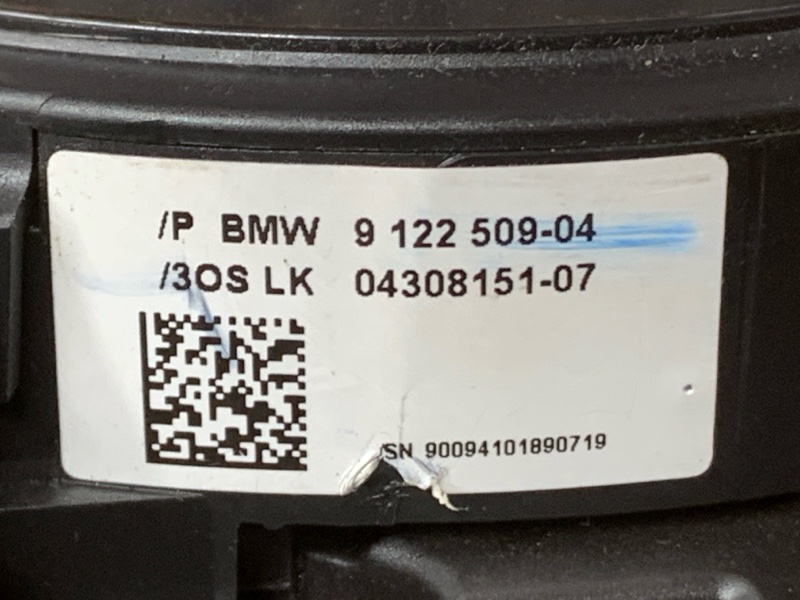 /P BMW 9 122 509-04
/3OS LK 04308151-07
SN 90094101890719